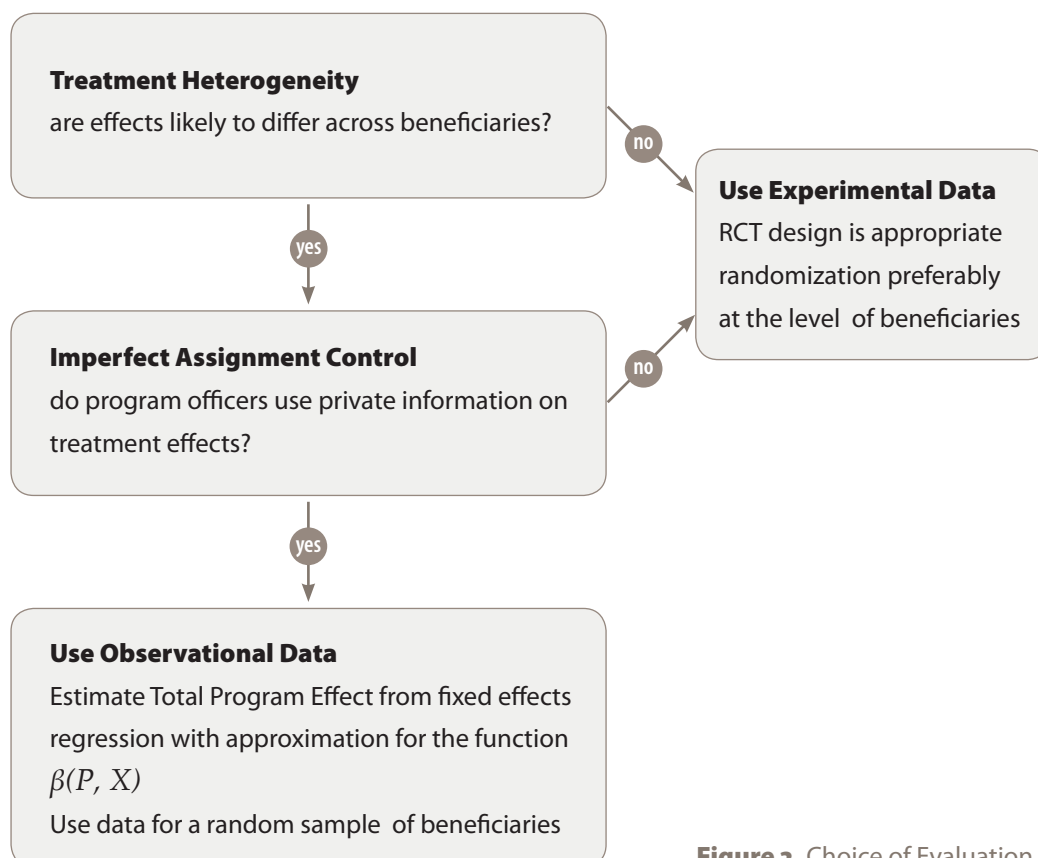 Treatment Heterogeneity
are effects likely to differ across beneficiaries?
no
Use Experimental Data
RCT design is appropriate
randomization preferably
at the level of beneficiaries
yes
Imperfect Assignment Control
do program officers use private information on
treatment effects?
no
yes
Use Observational Data
Estimate Total Program Effect from fixed effects
regression with approximation for the function
β(P, X)
Use data for a random sample of beneficiaries
Choice of Evaluation